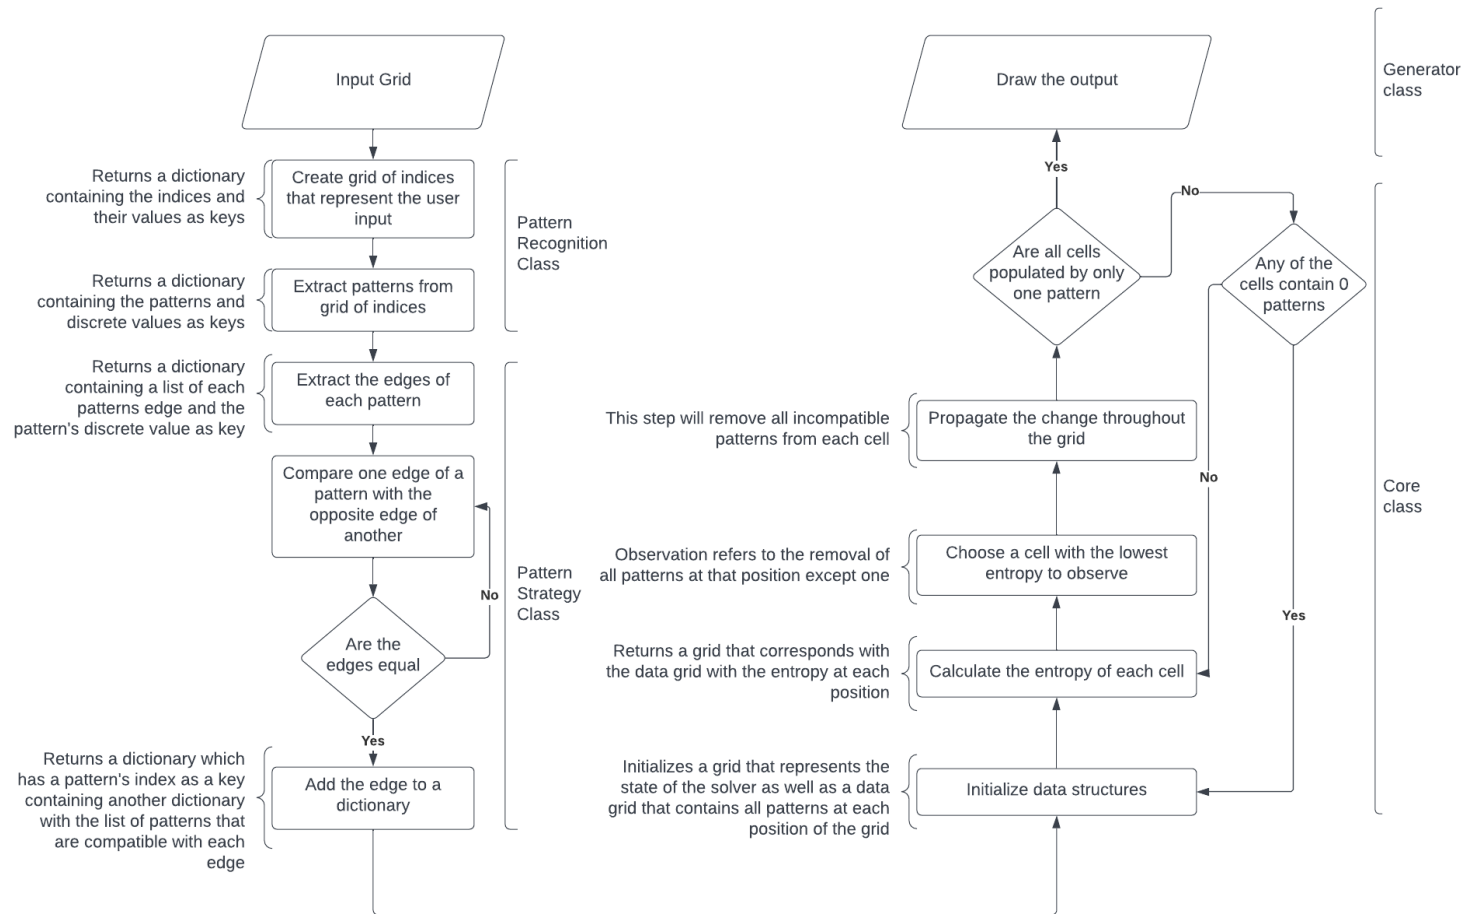 Input Grid
Returns a dictionary
containing the indices and
their values as keys
Create grid of indices
that represent the user
input
Pattern
Recognition
Class
Returns a dictionary
containing the patterns and
discrete values as keys
Extract patterns from
grid of indices
Returns a dictionary
containing a list of each
patterns edge and the
pattern's discrete value as key
Extract the edges of
each pattern
Compare one edge of a
pattern with the
opposite edge of
another
No
Pattern
Strategy
Class
Are the
edges equal
Yes
Returns a dictionary which
has a pattern's index as a key
containing another dictionary
with the list of patterns that
are compatible with each
edge
Add the edge to a
dictionary
Draw the output
Generator
class
Yes
No
Are all cells
populated by only
one pattern
Any of the
cells contain 0
patterns
This step will remove all incompatible
patterns from each cell
Propagate the change throughout
the grid
No
Core
class
Observation refers to the removal of
all patterns at that position except one
Choose a cell with the lowest
entropy to observe
Yes
Returns a grid that corresponds with
the data grid with the entropy at each
position
Calculate the entropy of each cell
Initializes a grid that represents the
state of the solver as well as a data
grid that contains all patterns at each
position of the grid
Initialize data structures